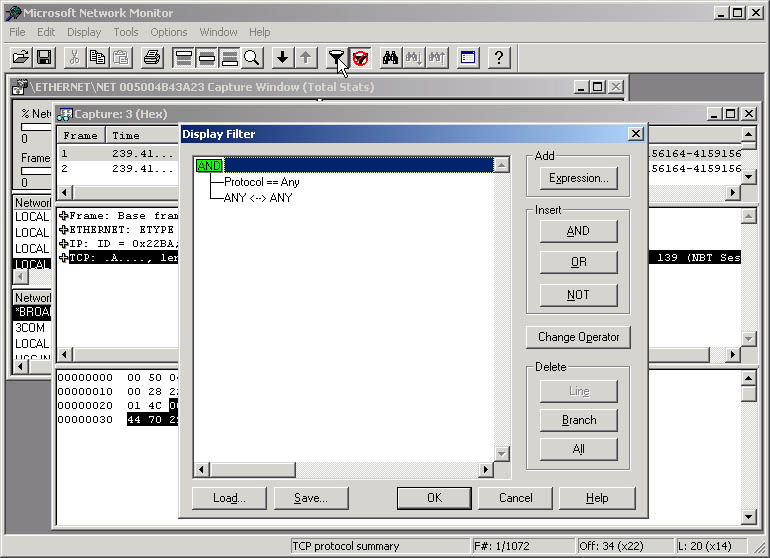 Microsoft Network Monitor
File Edit Display Tools Options Window Help
\ETHERNET\NET 005004B43A23 Capture Window (Total Stats)
% Netw
0
Frame
0
Network
LOCAL
LOCAL
LOCAL
LOCAL
Network
*BROAD
3COM
LOCAL
Capture: 3 (Hex)
Frame Time
1 239.41... 56164-4159156
2 239.41... 56164-4159156
Frame: Base fram
ETHERNET: ETYPE
IP: ID = 0x22BA;
TCP: .A...., len 139 (NBT Ses
00000000 00 50 04
00000010 00 28 22
00000020 01 4C 00
00000030 44 70 29
Display Filter
AND
Protocol == Any
ANY <--> ANY
Add
Expression...
Insert
AND
OR
NOT
Change Operator
Delete
Line
Branch
All
Load... Save... OK Cancel Help
TCP protocol summary F#: 1/1072 Off: 34 (x22) L: 20 (x14)